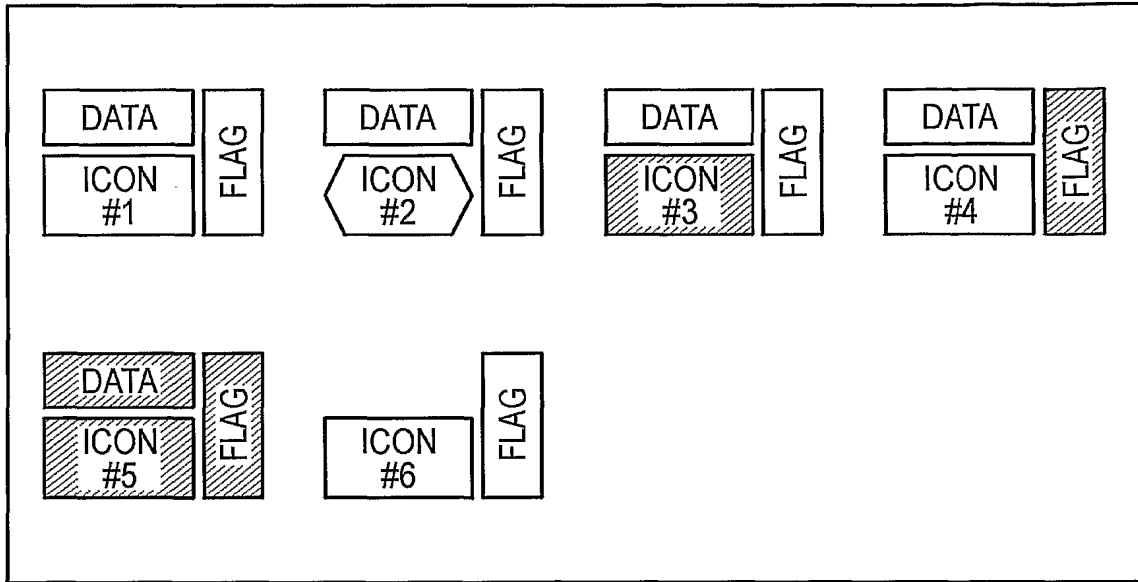 DATA
FLAG
ICON
#1
DATA
FLAG
ICON
#2
DATA
FLAG
ICON
#3
DATA
FLAG
ICON
#4
DATA
FLAG
ICON
#5
FLAG
ICON
#6